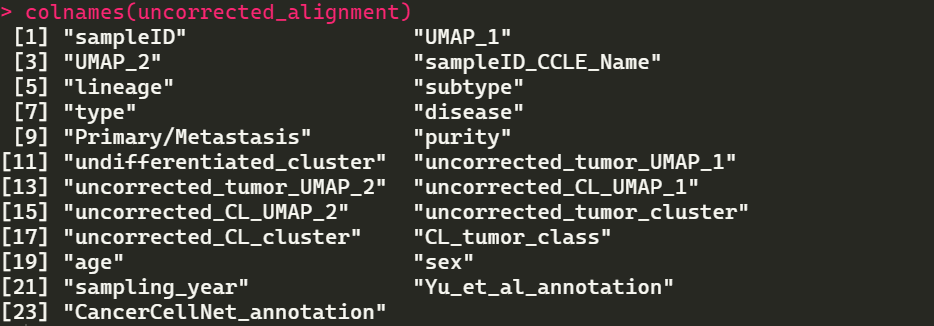 > colnames(uncorrected_alignment)
[1] "sampleID" "UMAP_1"
[3] "UMAP_2" "sampleID_CCLE_Name"
[5] "lineage" "subtype"
[7] "type" "disease"
[9] "Primary/Metastasis" "purity"
[11] "undifferentiated_cluster" "uncorrected_tumor_UMAP_1"
[13] "uncorrected_tumor_UMAP_2" "uncorrected_CL_UMAP_1"
[15] "uncorrected_CL_UMAP_2" "uncorrected_tumor_cluster"
[17] "uncorrected_CL_cluster" "CL_tumor_class"
[19] "age" "sex"
[21] "sampling_year" "Yu_et_al_annotation"
[23] "CancerCellNet_annotation"